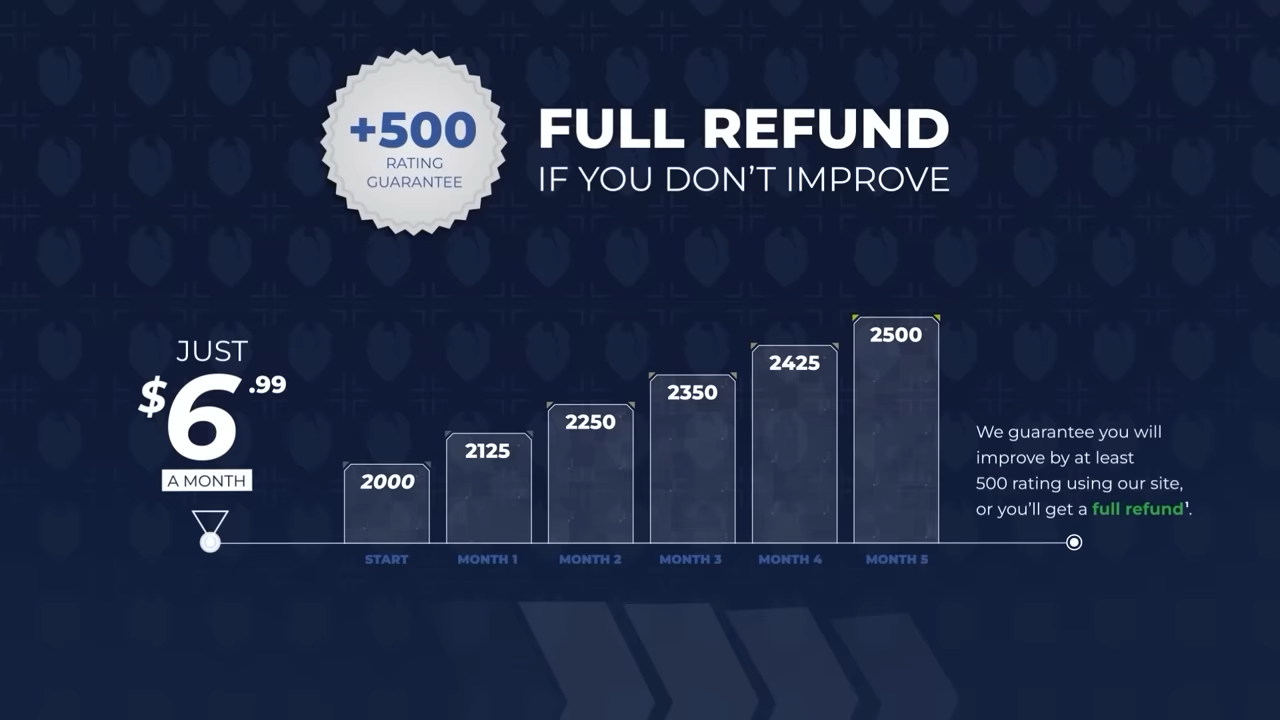 +500
RATING
GUARANTEE
FULL REFUND
IF YOU DON'T IMPROVE
JUST
$6.99
A MONTH
2000
2125
2250
2350
2425
2500
START
MONTH 1
MONTH 2
MONTH 3
MONTH 4
MONTH 5
We guarantee you will
improve by at least
500 rating using our site,
or you'll get a full refund¹.